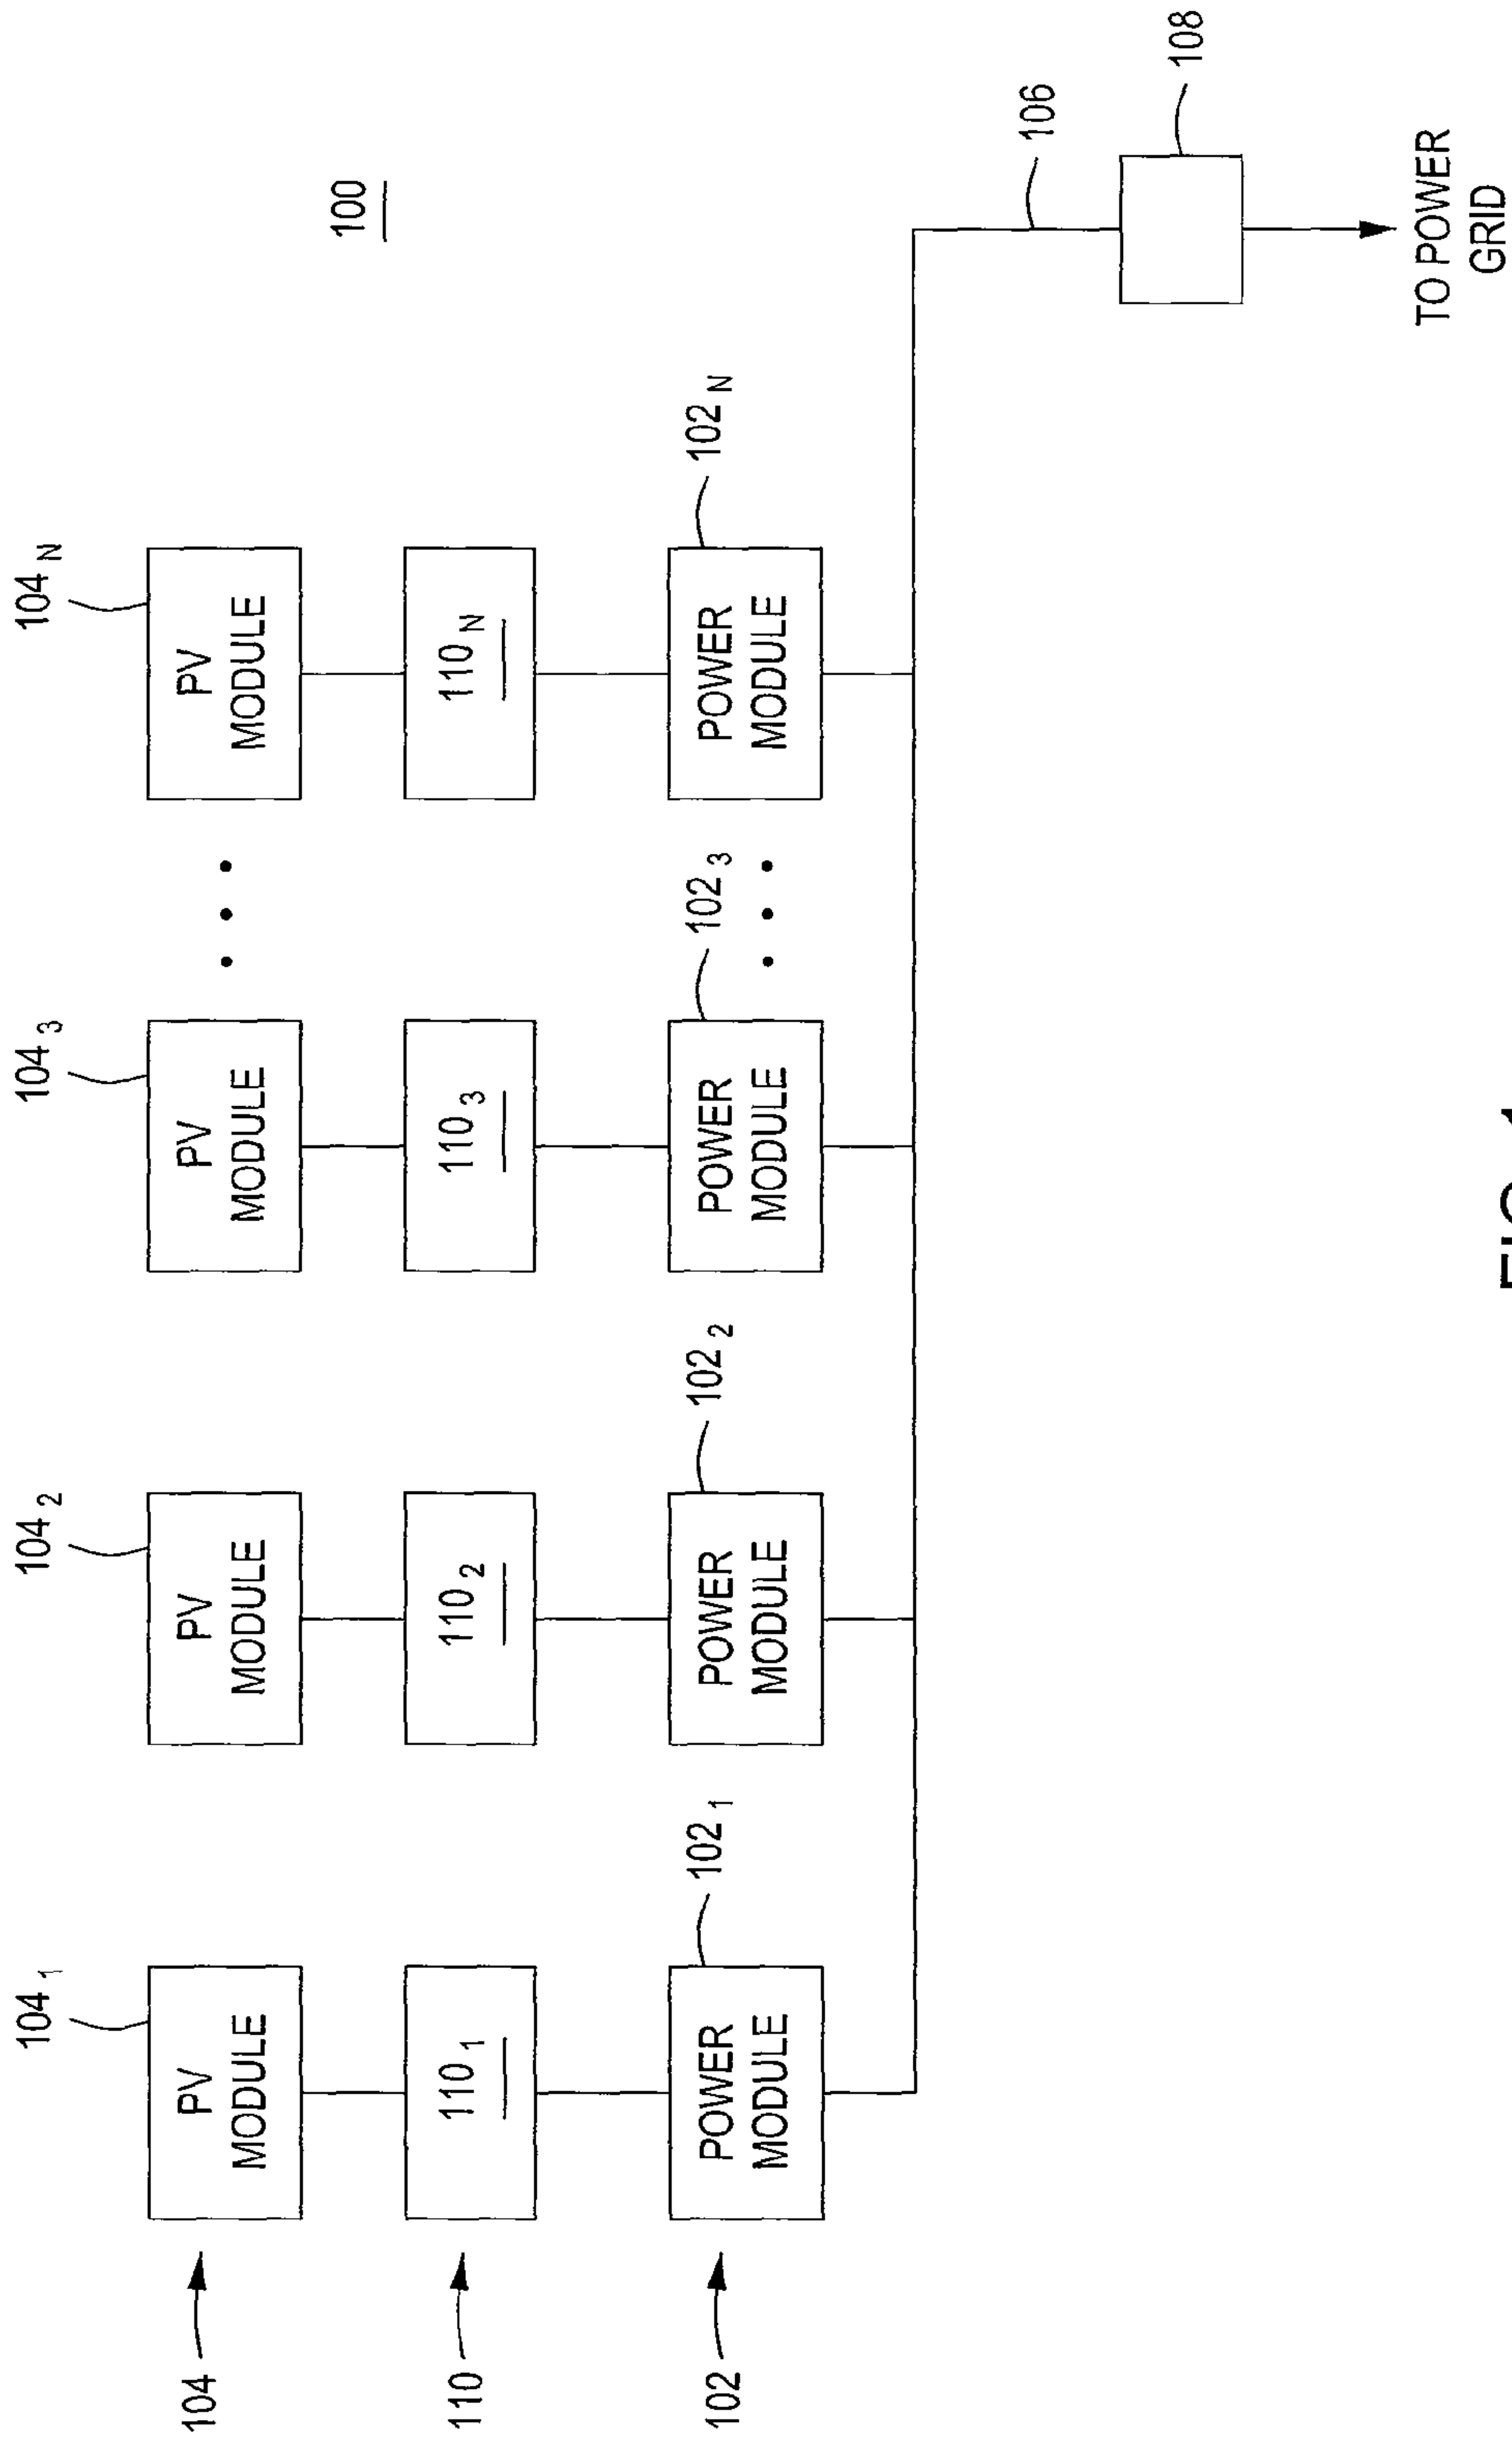 104 1
104 2
104 3
104 N
104
PV
MODULE
PV
MODULE
PV
MODULE
• • •
PV
MODULE
100
110
110 1
110 2
110 3
110 N
102
POWER
MODULE
102 1
POWER
MODULE
102 2
POWER
MODULE
102 3
• • •
POWER
MODULE
102 N
106
108
TO POWER
GRID